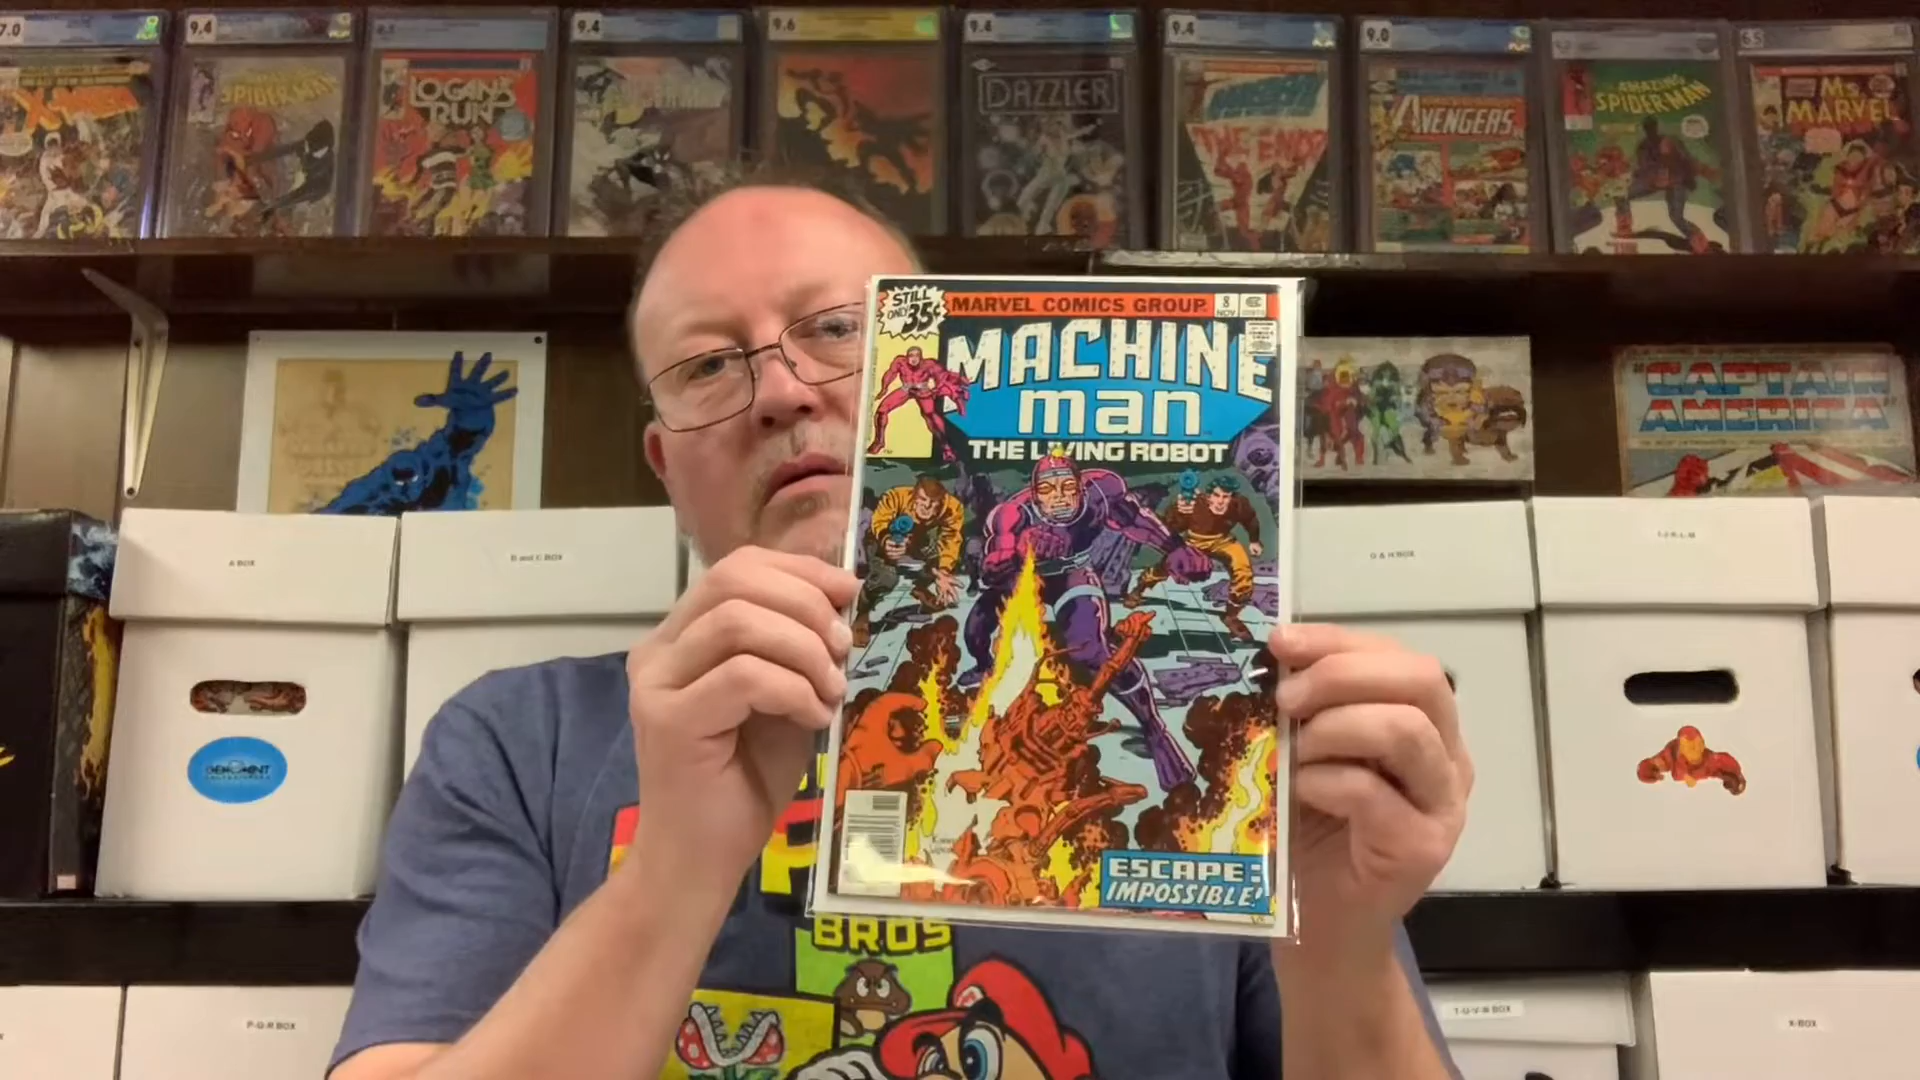 7.0
9.4
9.4
9.6
9.4
9.4
9.0
6.5
X-MEN
SPIDER-MAN
LOGAN'S
RUN
DAZZLER
THE END!
AVENGERS
AMAZING
SPIDER-MAN
Ms.
MARVEL
STILL
ONLY 35¢
MARVEL COMICS GROUP
8
NOV
MACHINE
man
THE LIVING ROBOT
ESCAPE:
IMPOSSIBLE!
CAPTAIN
AMERICA
A BOX
B and C BOX
G & H BOX
I-J-K-L-M
BROS
P-Q-R BOX
T-U-V-W BOX
X-BOX